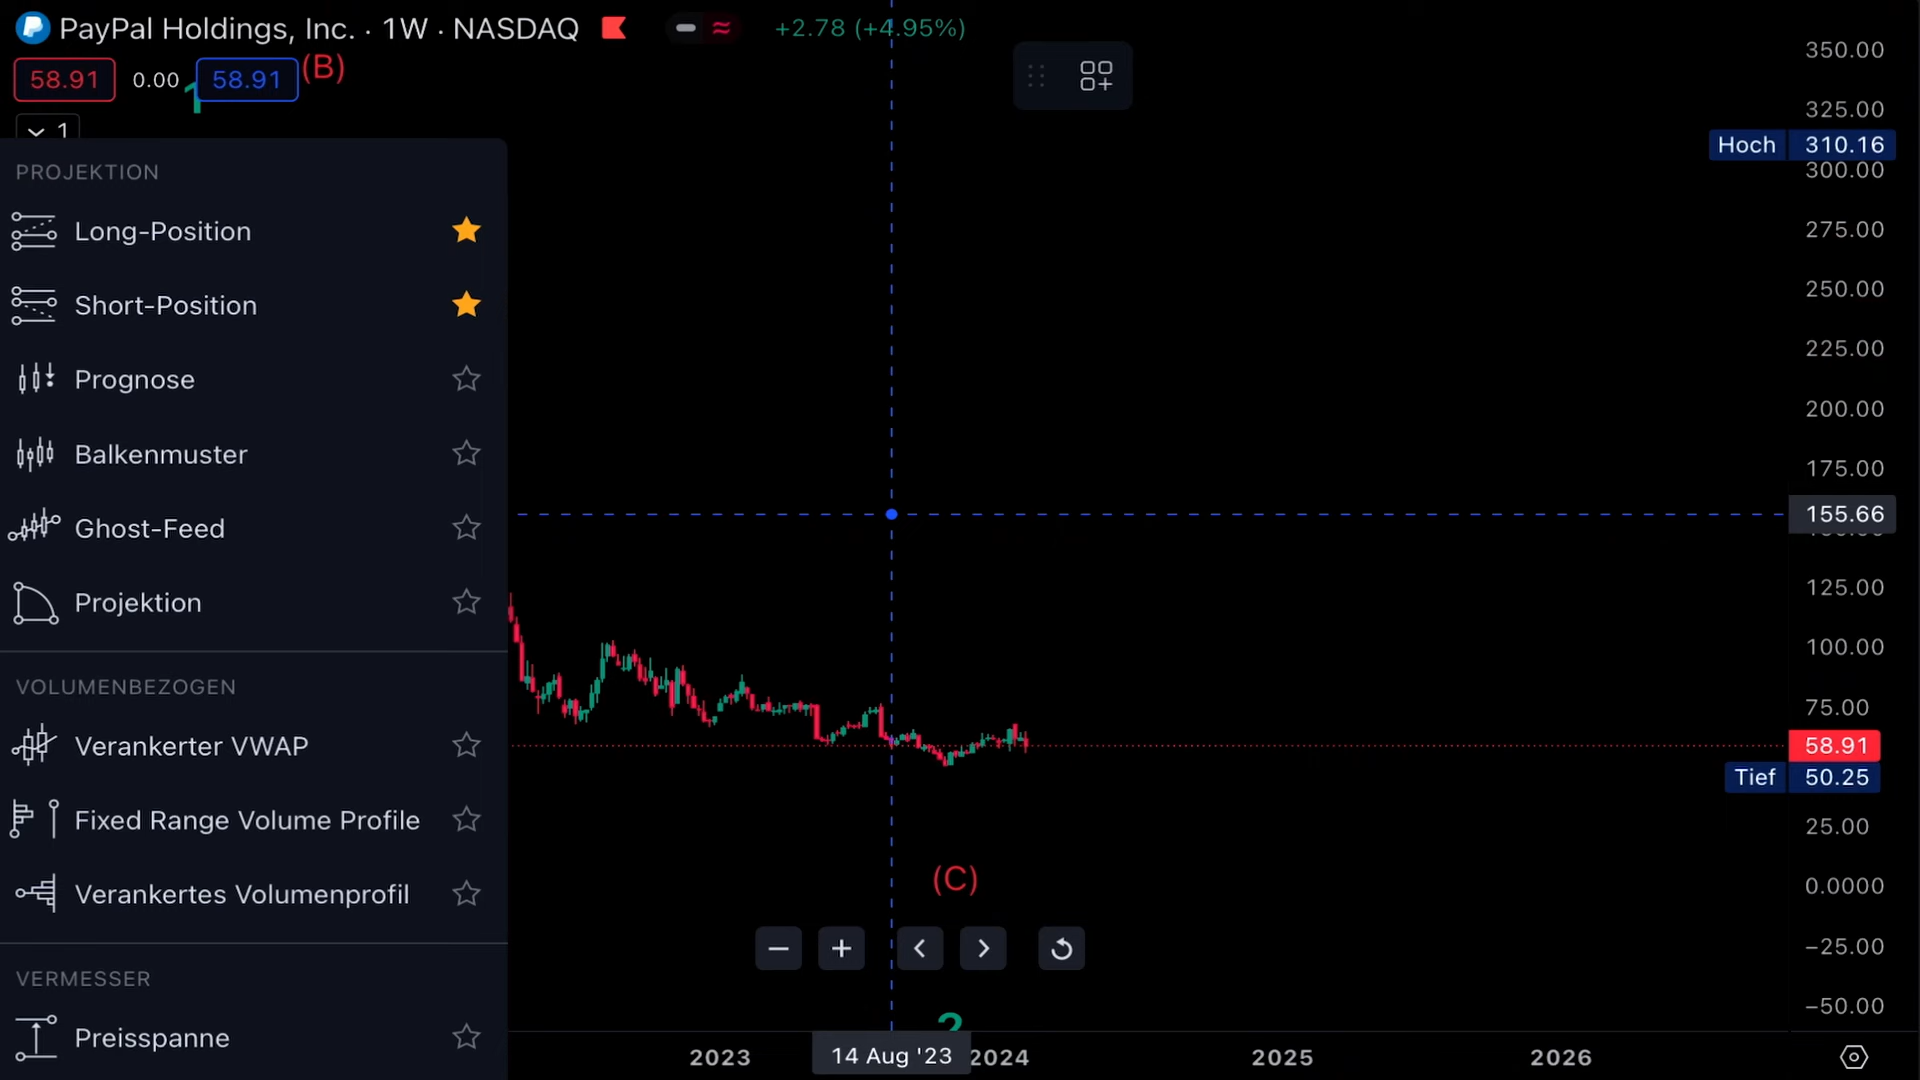 PayPal Holdings, Inc. · 1W · NASDAQ
+2.78 (+4.95%)
58.91 0.00 58.91
(B)
1
1
PROJEKTION
Long-Position
Short-Position
Prognose
Balkenmuster
Ghost-Feed
Projektion
VOLUMENBEZOGEN
Verankerter VWAP
Fixed Range Volume Profile
Verankertes Volumenprofil
VERMESSER
Preisspanne
(C)
2
350.00
325.00
Hoch 310.16
300.00
275.00
250.00
225.00
200.00
175.00
155.66
125.00
100.00
75.00
58.91
Tief 50.25
25.00
0.0000
−25.00
−50.00
2023 14 Aug '23 2024 2025 2026